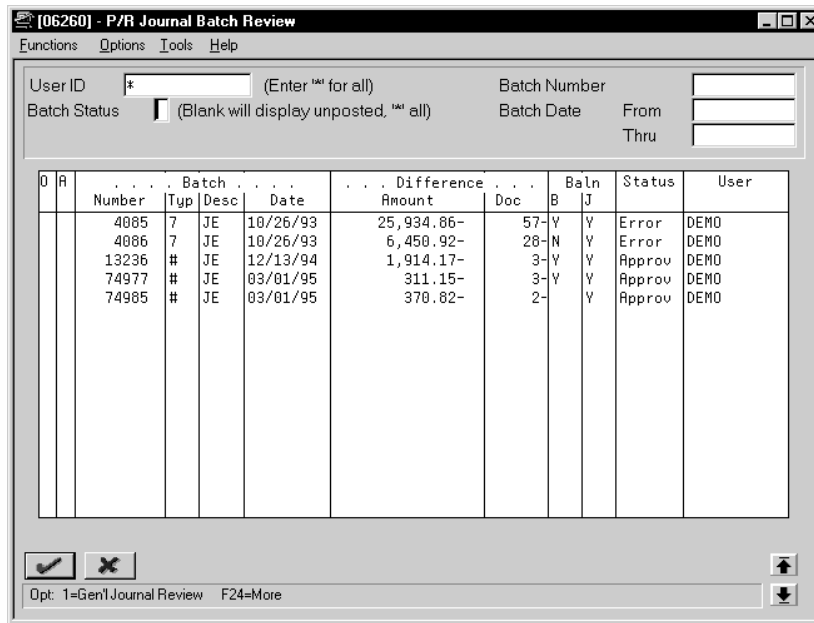 [06260] - P/R Journal Batch Review
Functions Options Tools Help
User ID * (Enter '*' for all) Batch Number
Batch Status (Blank will display unposted, '*' all) Batch Date From
Thru
O A . . . . Batch . . . . . . . Difference . . . Baln Status User
Number Typ Desc Date Amount Doc B J
4085 7 JE 10/26/93 25,934.86- 57- Y Y Error DEMO
4086 7 JE 10/26/93 6,450.92- 28- N Y Error DEMO
13236 # JE 12/13/94 1,914.17- 3- Y Y Approv DEMO
74977 # JE 03/01/95 311.15- 3- Y Y Approv DEMO
74985 # JE 03/01/95 370.82- 2- Y Approv DEMO
Opt: 1=Gen'l Journal Review F24=More